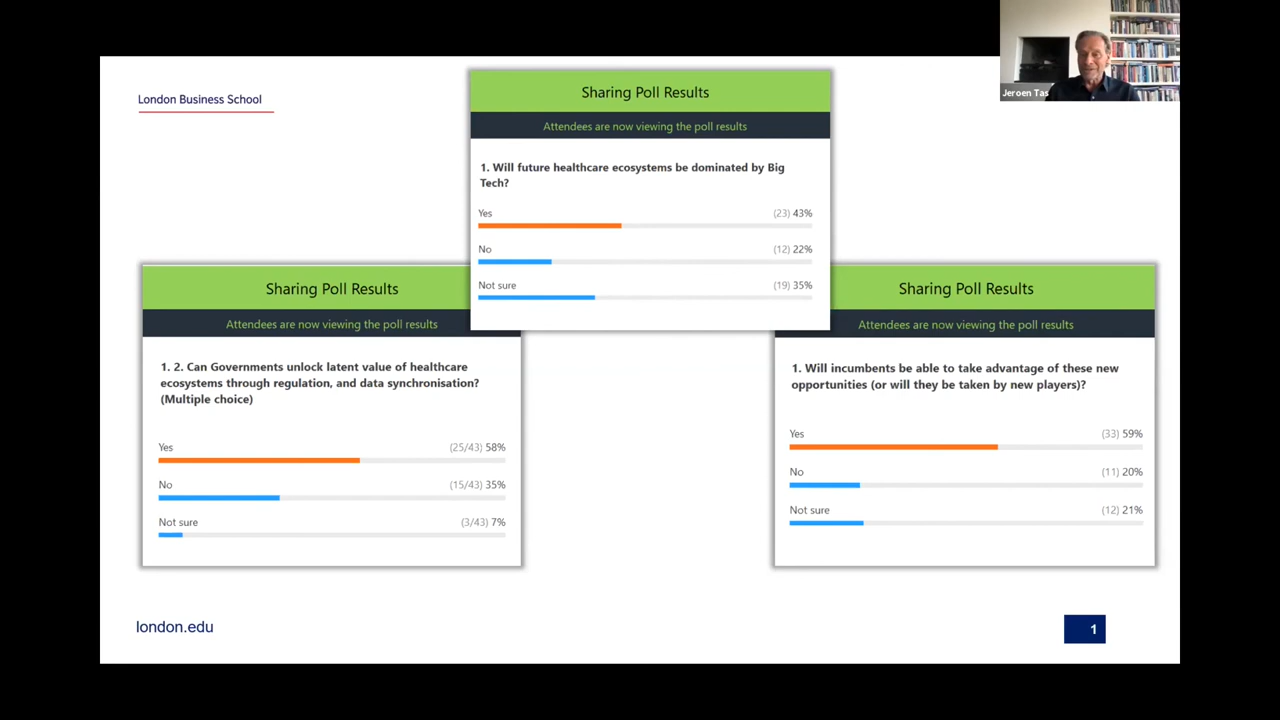 London Business School
Sharing Poll Results
Attendees are now viewing the poll results
1. Will future healthcare ecosystems be dominated by Big
Tech?
Yes (23) 43%
No (12) 22%
Not sure (19) 35%
Sharing Poll Results
Attendees are now viewing the poll results
1. 2. Can Governments unlock latent value of healthcare
ecosystems through regulation, and data synchronisation?
(Multiple choice)
Yes (25/43) 58%
No (15/43) 35%
Not sure (3/43) 7%
Sharing Poll Results
Attendees are now viewing the poll results
1. Will incumbents be able to take advantage of these new
opportunities (or will they be taken by new players)?
Yes (33) 59%
No (11) 20%
Not sure (12) 21%
Jeroen Tas
london.edu
1